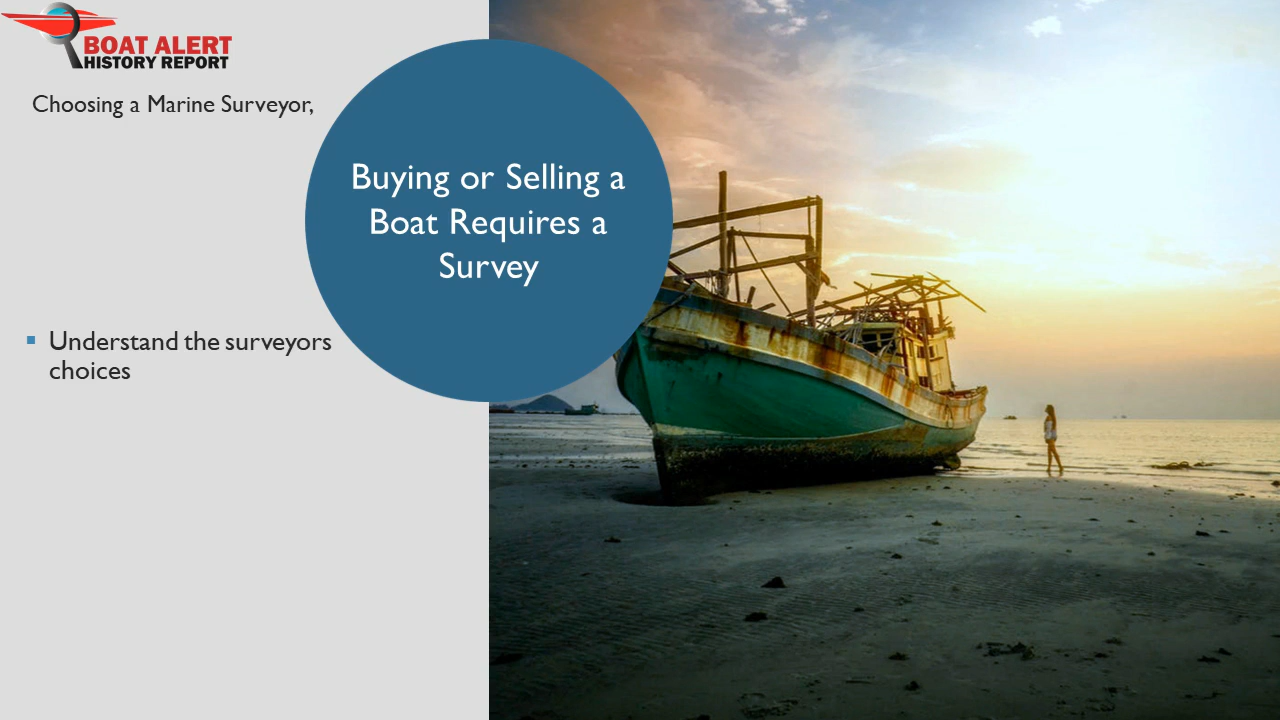 BOAT ALERT
HISTORY REPORT
Choosing a Marine Surveyor,
Buying or Selling a
Boat Requires a
Survey
Understand the surveyors
choices